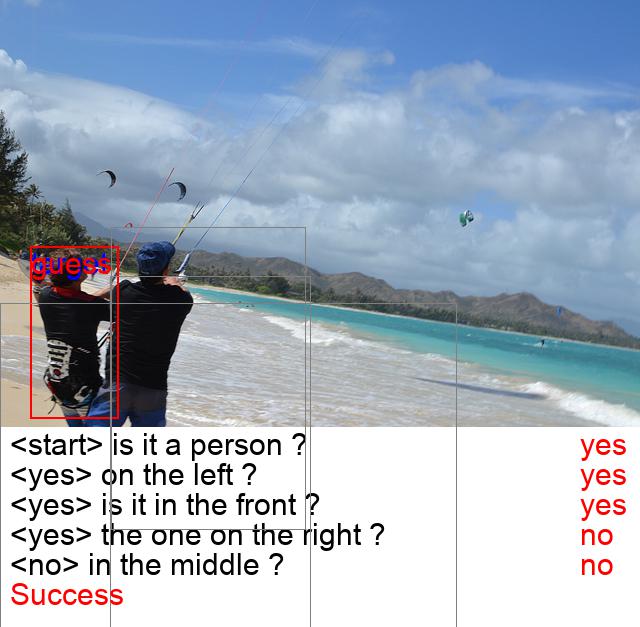 guess
<start> is it a person ? yes
<yes> on the left ? yes
<yes> is it in the front ? yes
<yes> the one on the right ? no
<no> in the middle ? no
Success